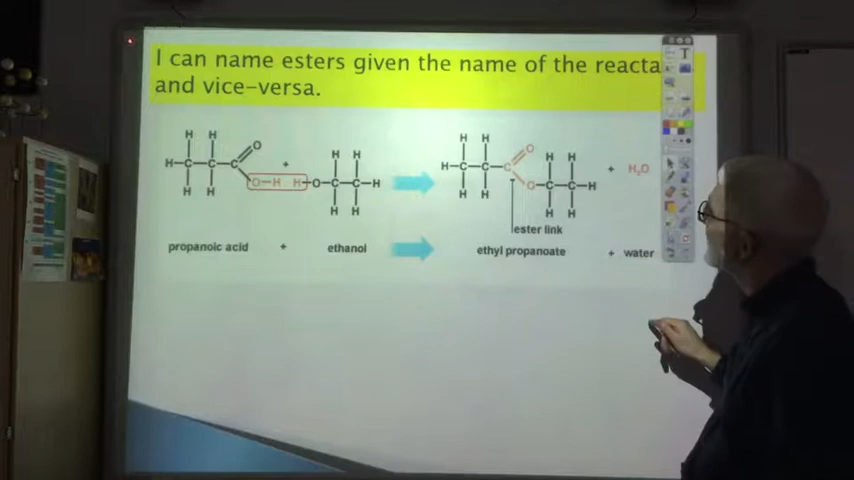 I can name esters given the name of the reacta
and vice-versa.
H H H H H H H H
H C C C O + H C C C O + H₂O
O H H O C C H O C C H
H H H H H H H H
ester link
propanoic acid + ethanol ethyl propanoate + water